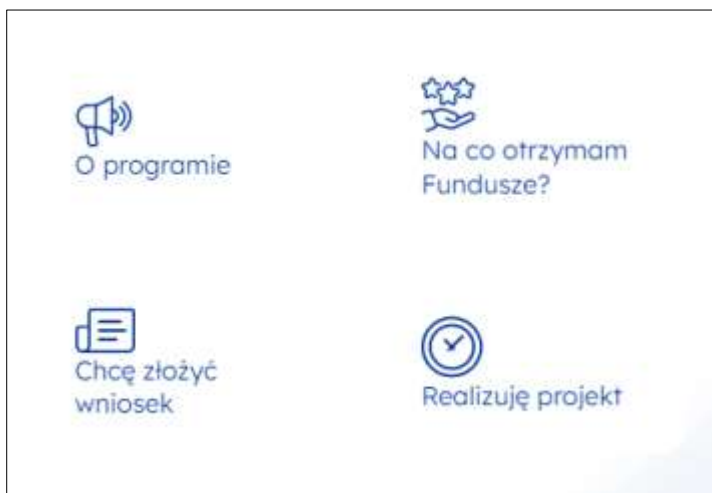 O programie
Na co otrzymam
Fundusze?
Chcę złożyć
wniosek
Realizuję projekt